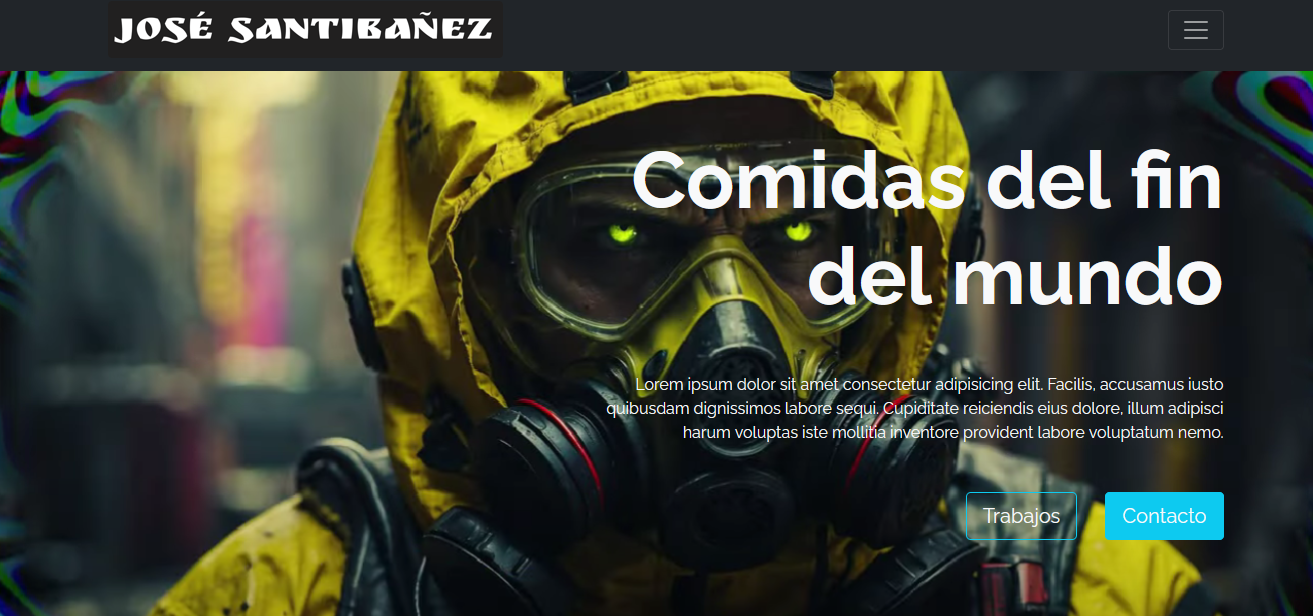 JOSÉ SANTIBAÑEZ
Comidas del fin
del mundo
Lorem ipsum dolor sit amet consectetur adipisicing elit. Facilis, accusamus iusto
quibusdam dignissimos labore sequi. Cupiditate reiciendis eius dolore, illum adipisci
harum voluptas iste mollitia inventore provident labore voluptatum nemo.
Trabajos Contacto